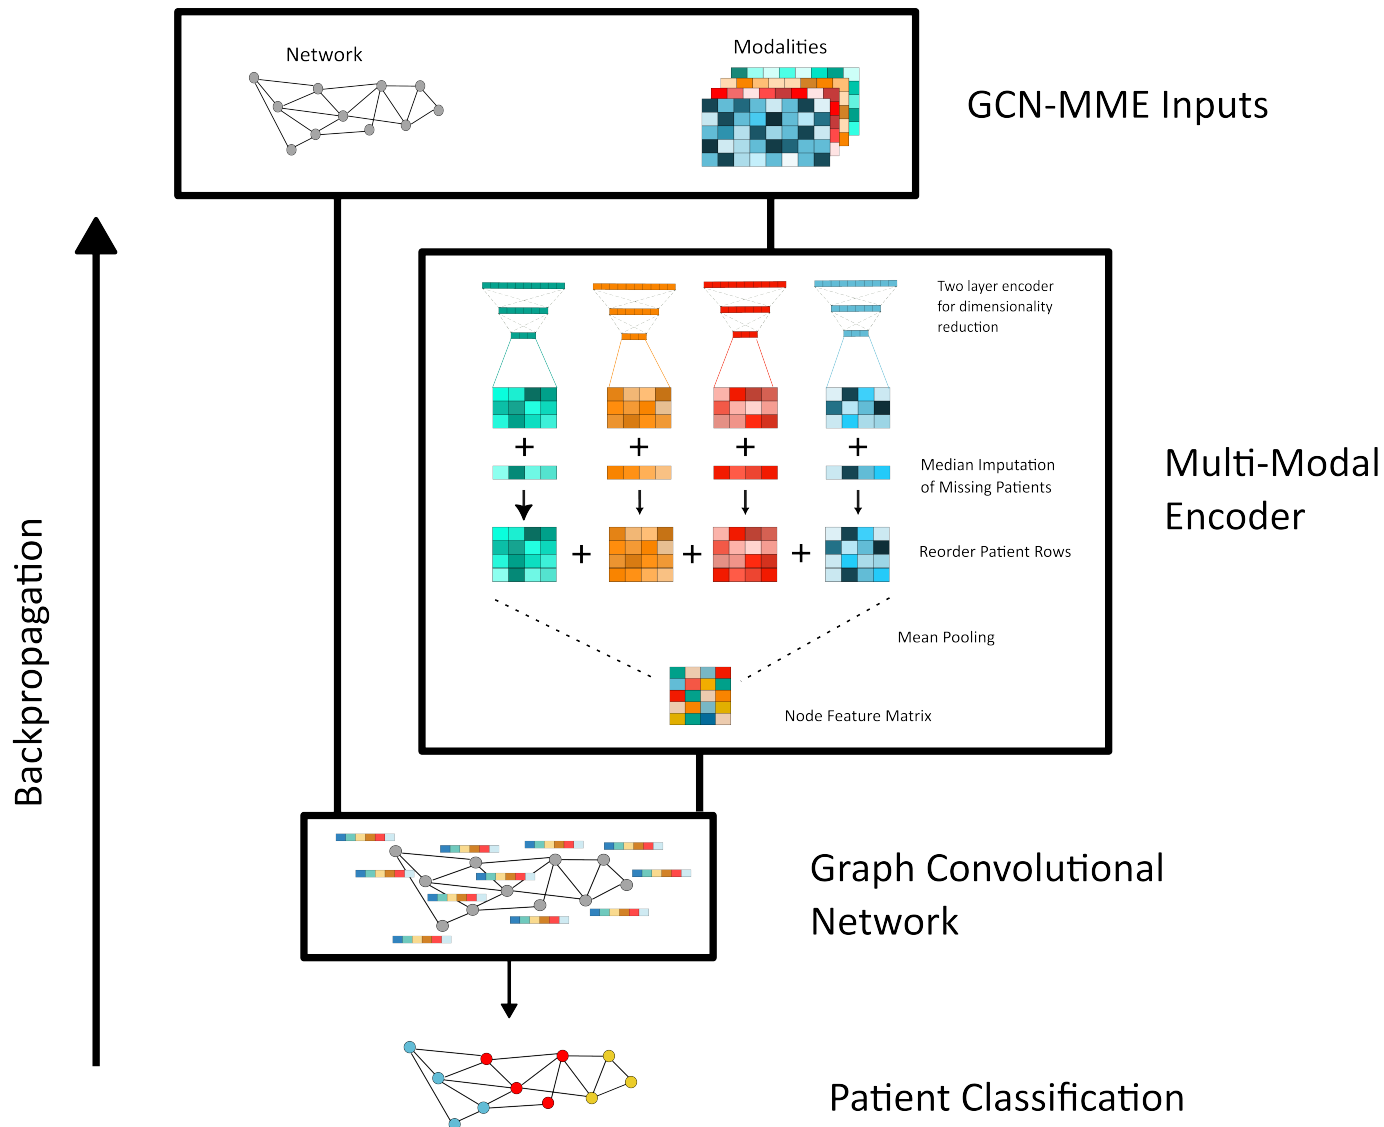 Network
Modalities
GCN-MME Inputs
Two layer encoder
for dimensionality
reduction
Median Imputation
of Missing Patients
Multi-Modal
Encoder
Reorder Patient Rows
Mean Pooling
Node Feature Matrix
Backpropagation
Graph Convolutional
Network
Patient Classification